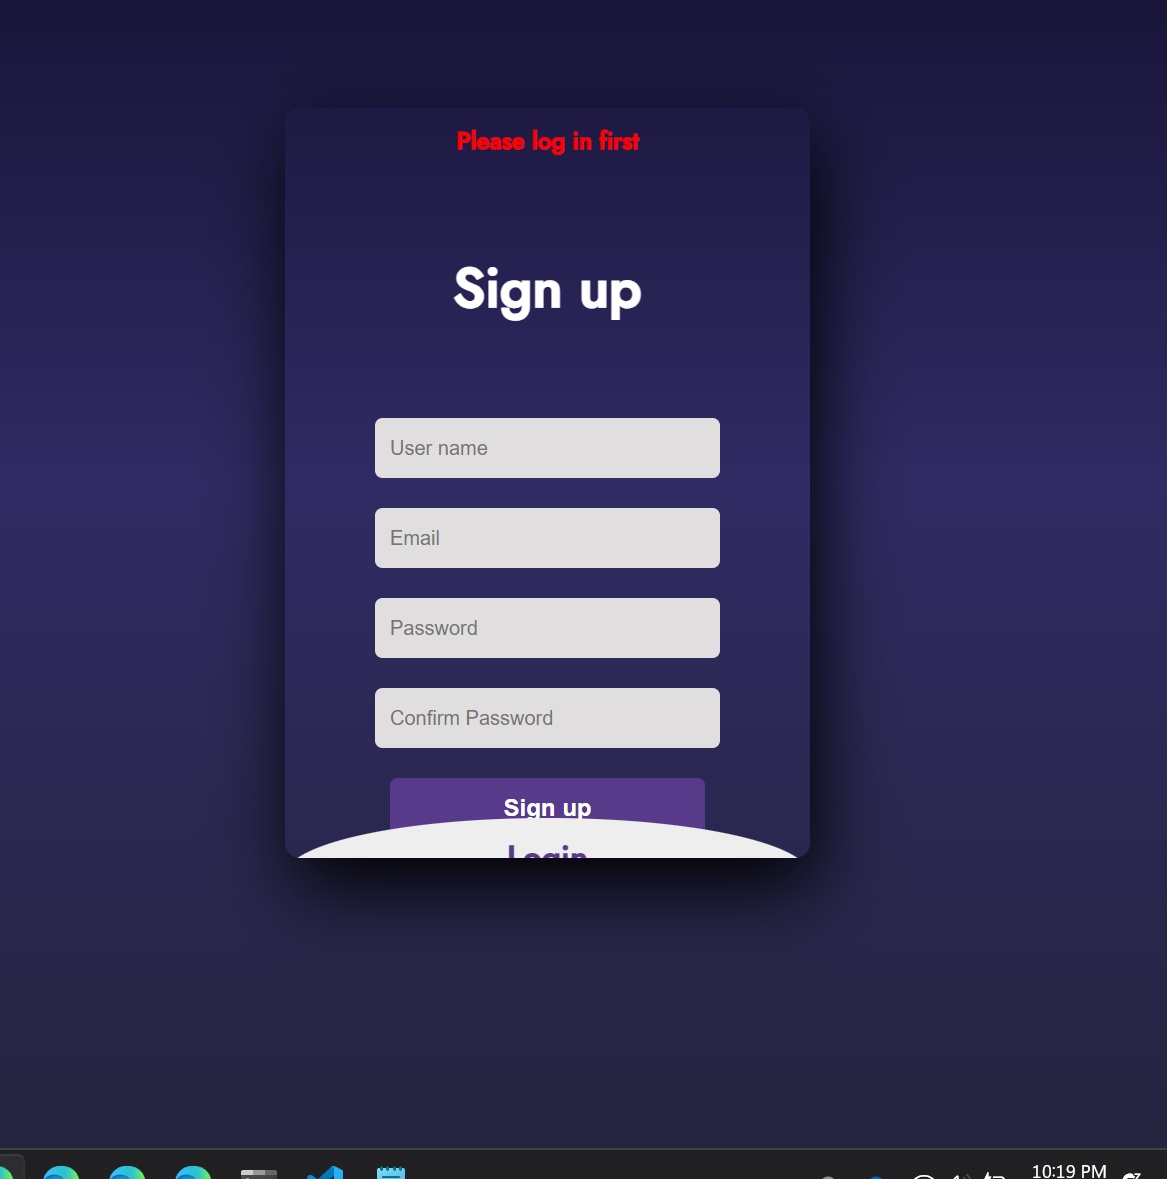 Please log in first
Sign up
User name
Email
Password
Confirm Password
Sign up
Login
10:19 PM